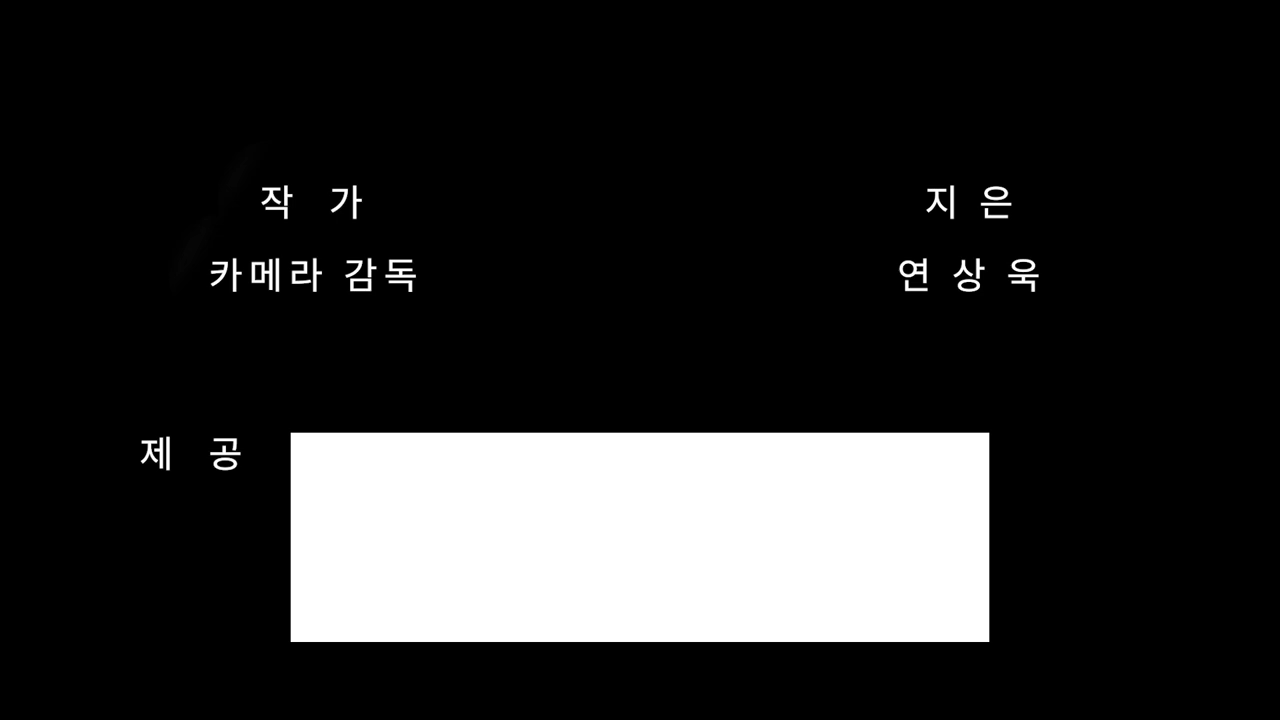 작 가 지 은
카메라 감독 연 상 욱
제 공